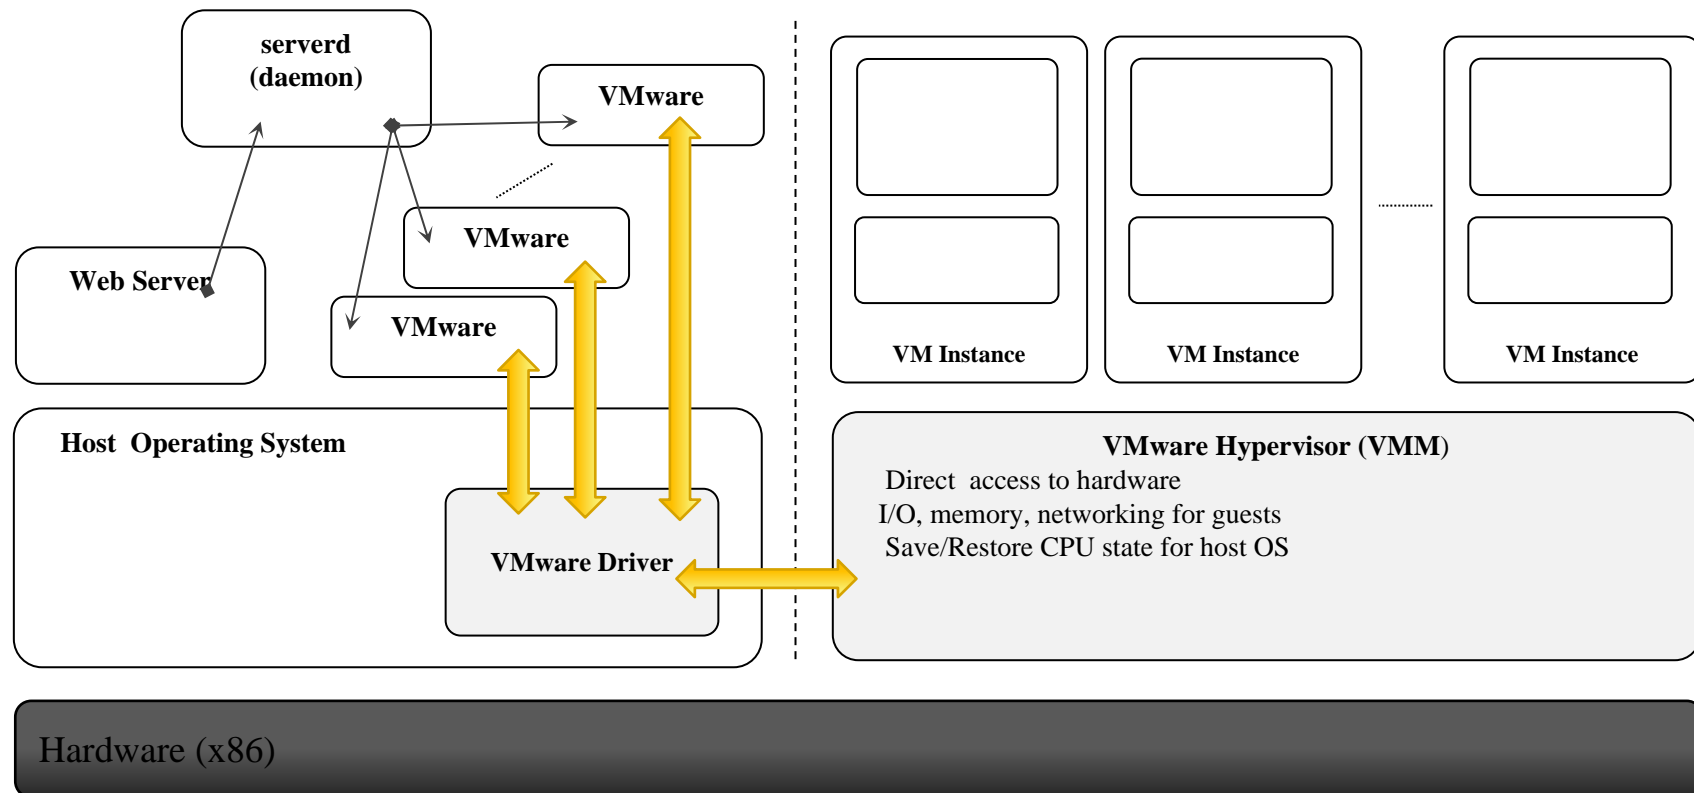 serverd
(daemon)
VMware
VMware
Web Server
VMware
VM Instance
VM Instance
VM Instance
Host  Operating System
VMware Driver
VMware Hypervisor (VMM)
Direct  access to hardware
I/O, memory, networking for guests
Save/Restore CPU state for host OS
Hardware (x86)